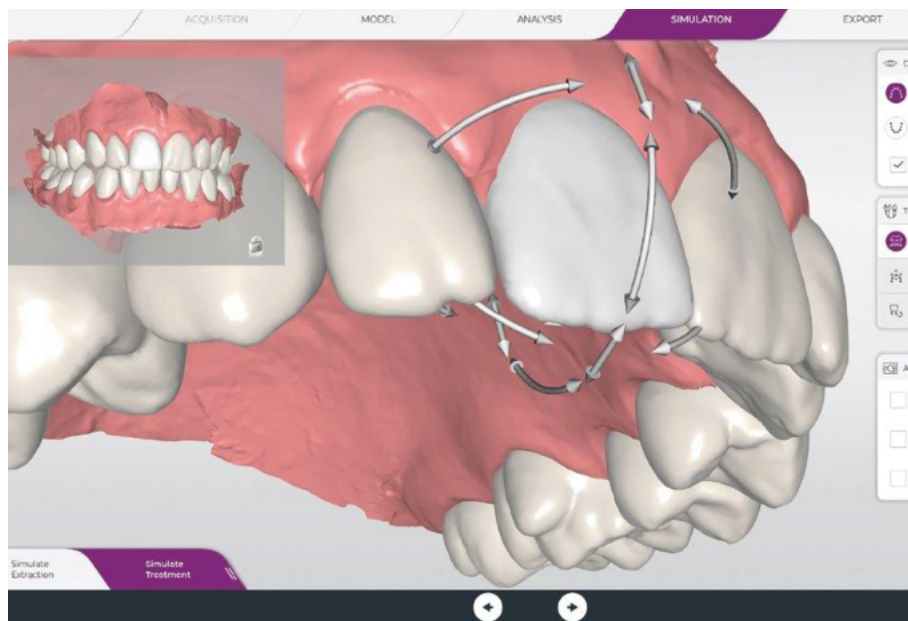 ACQUISITION
MODEL
ANALYSIS
SIMULATION
EXPORT
D
T
A
Simulate
Extraction
Simulate
Treatment